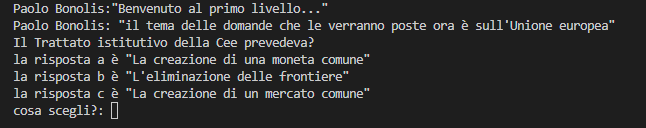 Paolo Bonolis:"Benvenuto al primo livello..."
Paolo Bonolis: "il tema delle domande che le verranno poste ora è sull'Unione europea"
Il Trattato istitutivo della Cee prevedeva?
la risposta a è "La creazione di una moneta comune"
la risposta b è "L'eliminazione delle frontiere"
la risposta c è "La creazione di un mercato comune"
cosa scegli?: